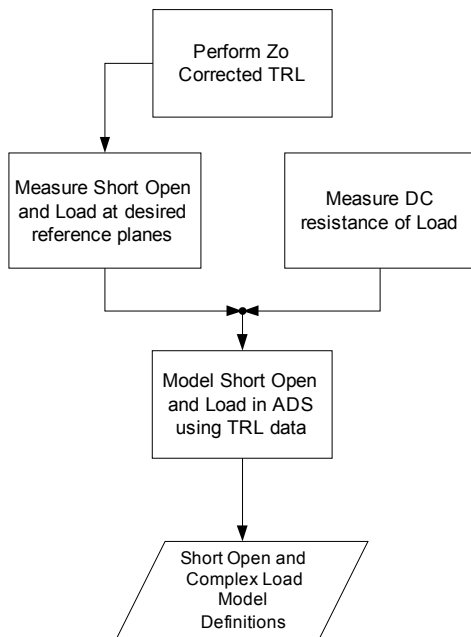 Perform Zo
Corrected TRL
Measure Short Open
and Load at desired
reference planes
Measure DC
resistance of Load
Model Short Open
and Load in ADS
using TRL data
Short Open and
Complex Load
Model
Definitions